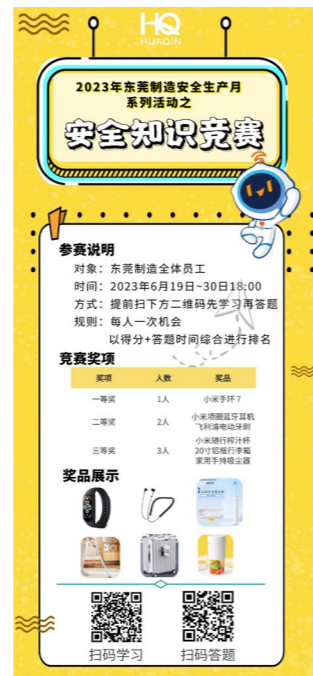 HQ
HUAQIN
2023年东莞制造安全生产月
系列活动之
安全知识竞赛
参赛说明
对象：东莞制造全体员工
时间：2023年6月19日~30日18:00
方式：提前扫下方二维码先学习再答题
规则：每人一次机会
以得分+答题时间综合进行排名
竞赛奖项
奖项 人数 奖品
一等奖 1人 小米手环 7
二等奖 2人 小米项圈蓝牙耳机
飞利浦电动牙刷
三等奖 3人 小米随行榨汁杯
20寸铝框行李箱
家用手持吸尘器
奖品展示
扫码学习 扫码答题